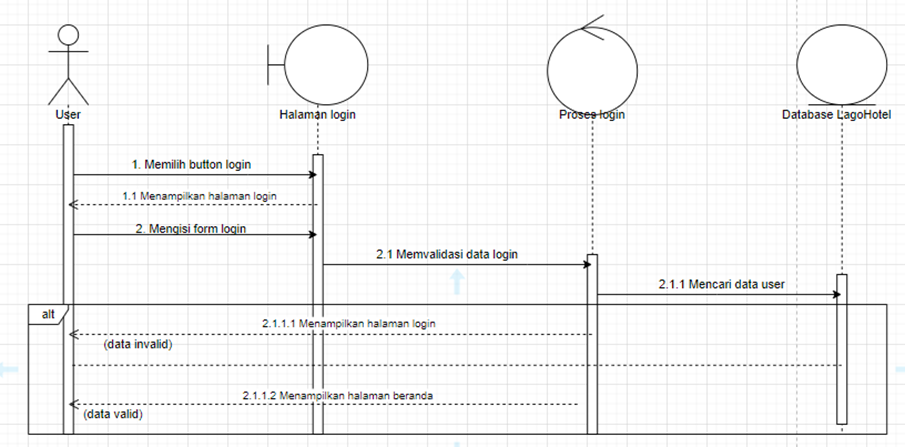 User
Halaman login
Proses login
Database LagoHotel
1. Memilih button login
1.1 Menampilkan halaman login
2. Mengisi form login
2.1 Memvalidasi data login
2.1.1 Mencari data user
alt
2.1.1.1 Menampilkan halaman login
(data invalid)
2.1.1.2 Menampilkan halaman beranda
(data valid)